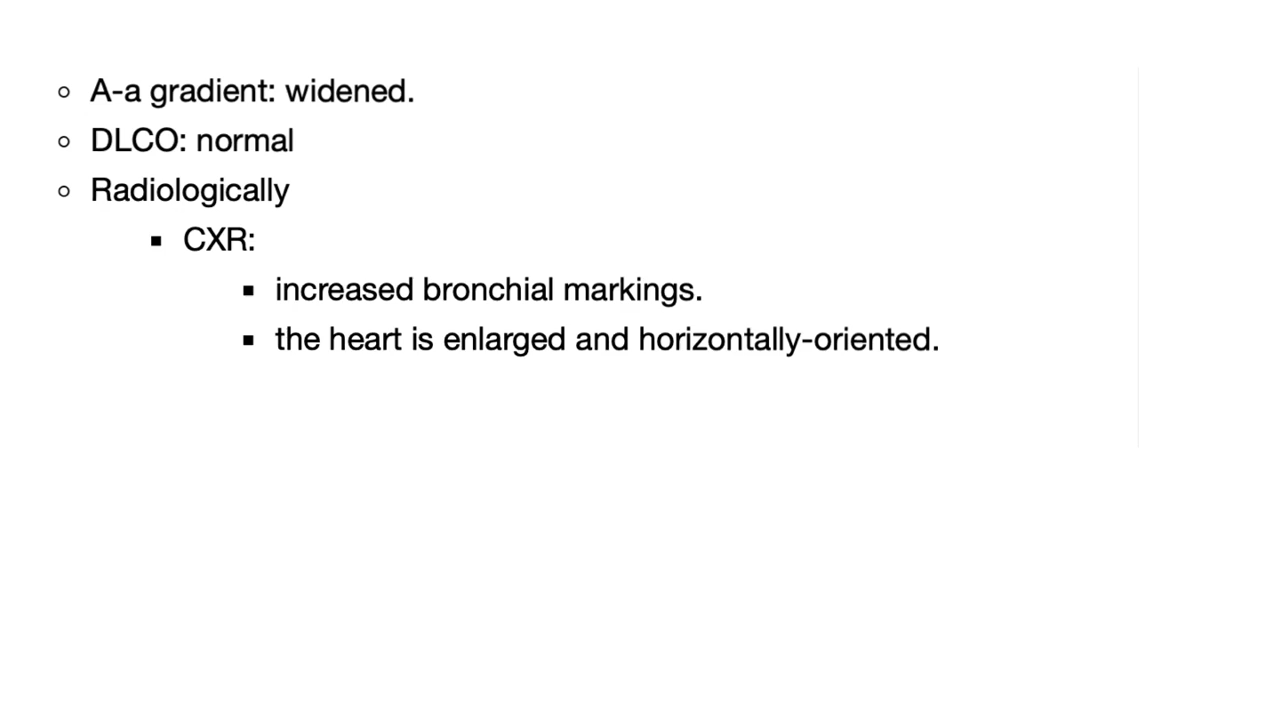 A-a gradient: widened.
DLCO: normal
Radiologically
CXR:
increased bronchial markings.
the heart is enlarged and horizontally-oriented.